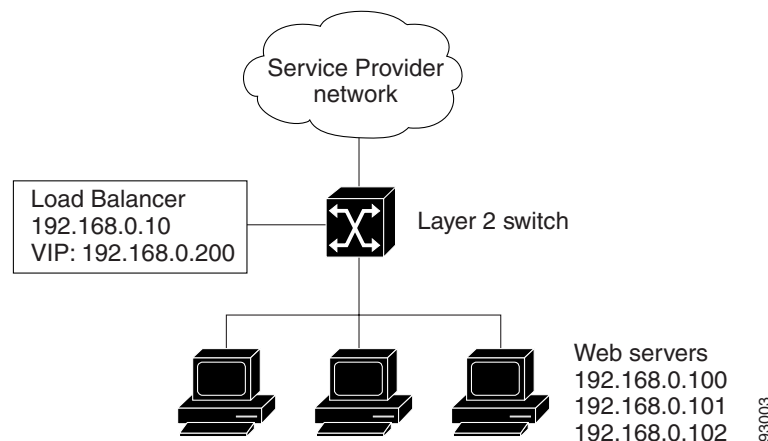 Service Provider
network
Load Balancer
192.168.0.10
VIP: 192.168.0.200
Layer 2 switch
Web servers
192.168.0.100
192.168.0.101
192.168.0.102
93003